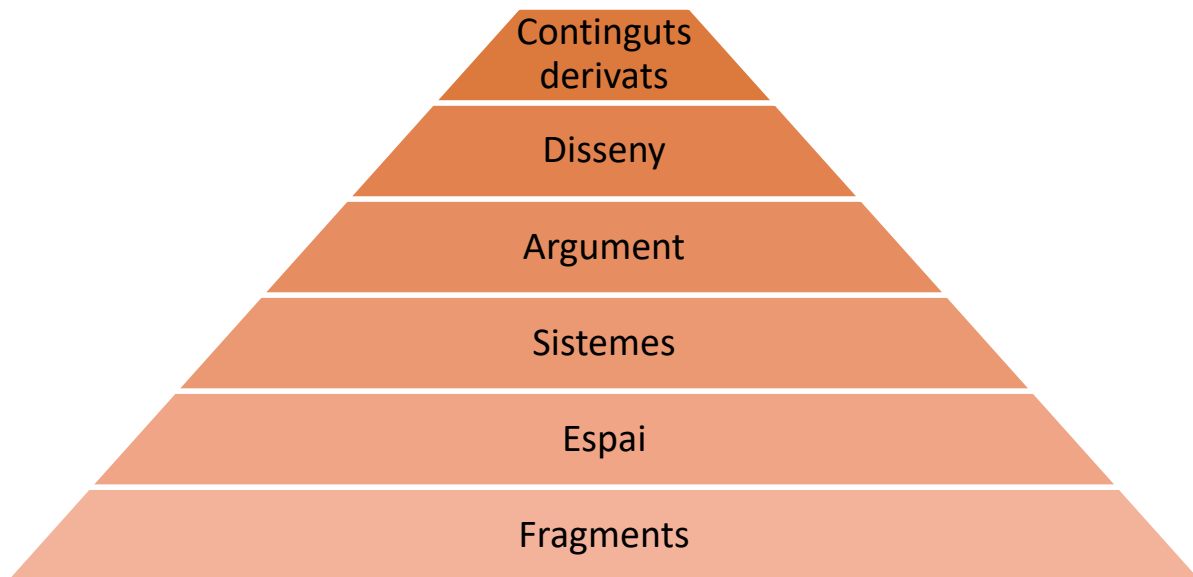 Continguts
derivats
Disseny
Argument
Sistemes
Espai
Fragments